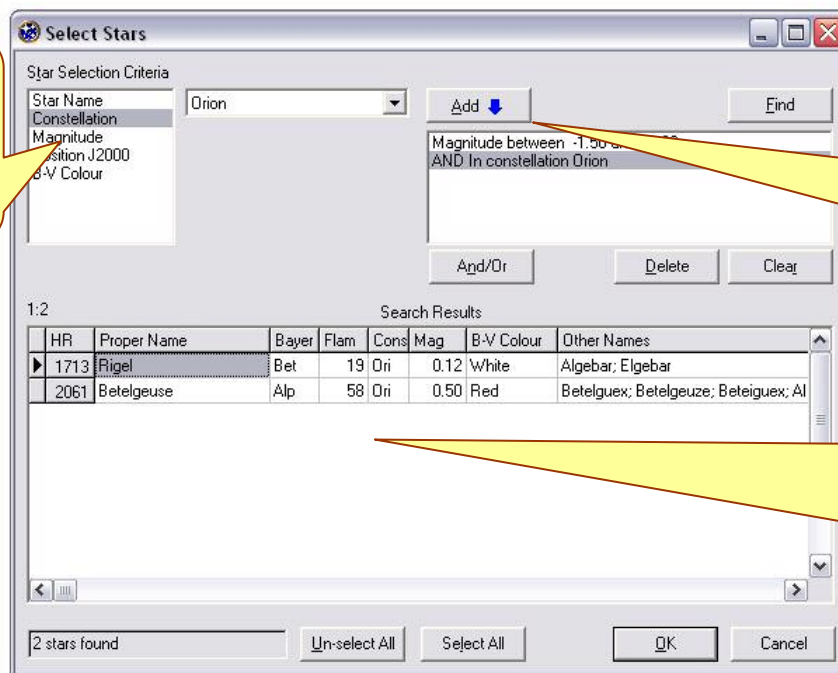 Select Stars
Star Selection Criteria
Star Name
Constellation
Magnitude
Position J2000
B-V Colour
Orion
Add
Find
Magnitude between -1.50
AND In constellation Orion
And/Or
Delete
Clear
1:2
Search Results
HR Proper Name Bayer Flam Cons Mag B-V Colour Other Names
1713 Rigel Bet 19 Ori 0.12 White Algebar; Elgebar
2061 Betelgeuse Alp 58 Ori 0.50 Red Betelguex; Betelgeuze; Beteiguex; Al
2 stars found
Un-select All
Select All
OK
Cancel